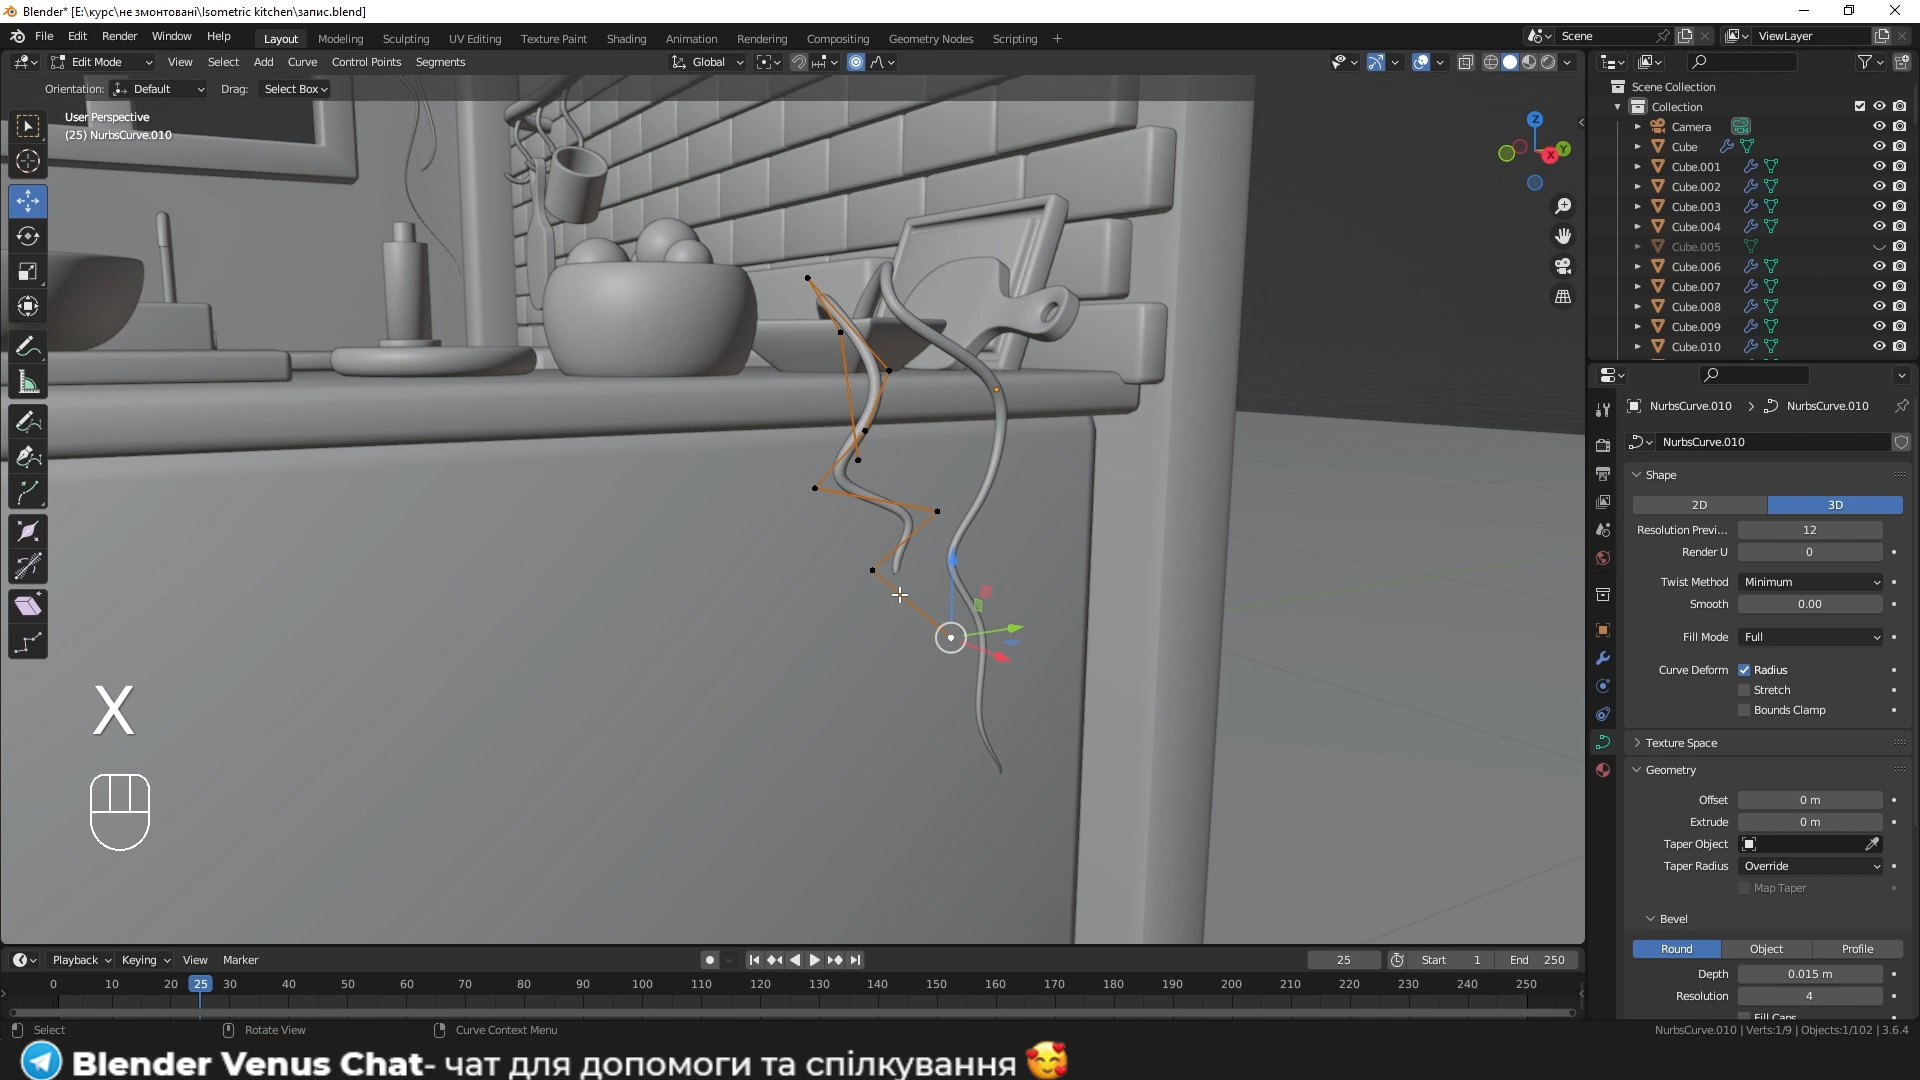 Blender* [E:\курс\не змонтовані\Isometric kitchen\запис.blend]
File Edit Render Window Help Layout Modeling Sculpting UV Editing Texture Paint Shading Animation Rendering Compositing Geometry Nodes Scripting + Scene ViewLayer
Edit Mode View Select Add Curve Control Points Segments Global
Orientation: Default Drag: Select Box
User Perspective
(25) NurbsCurve.010
Z
X
Y
X
Scene Collection
Collection
Camera
Cube
Cube.001
Cube.002
Cube.003
Cube.004
Cube.005
Cube.006
Cube.007
Cube.008
Cube.009
Cube.010
NurbsCurve.010 > NurbsCurve.010
NurbsCurve.010
Shape
2D 3D
Resolution Previ... 12
Render U 0
Twist Method Minimum
Smooth 0.00
Fill Mode Full
Curve Deform Radius
Stretch
Bounds Clamp
Texture Space
Geometry
Offset 0 m
Extrude 0 m
Taper Object
Taper Radius Override
Map Taper
Bevel
Round Object Profile
Depth 0.015 m
Resolution 4
Fill Caps
Playback Keying View Marker 25 Start 1 End 250
0 10 20 25 30 40 50 60 70 80 90 100 110 120 130 140 150 160 170 180 190 200 210 220 230 240 250
Select Rotate View Curve Context Menu NurbsCurve.010 | Verts:1/9 | Objects:1/102 | 3.6.4
Blender Venus Chat- чат для допомоги та спілкування 🥰